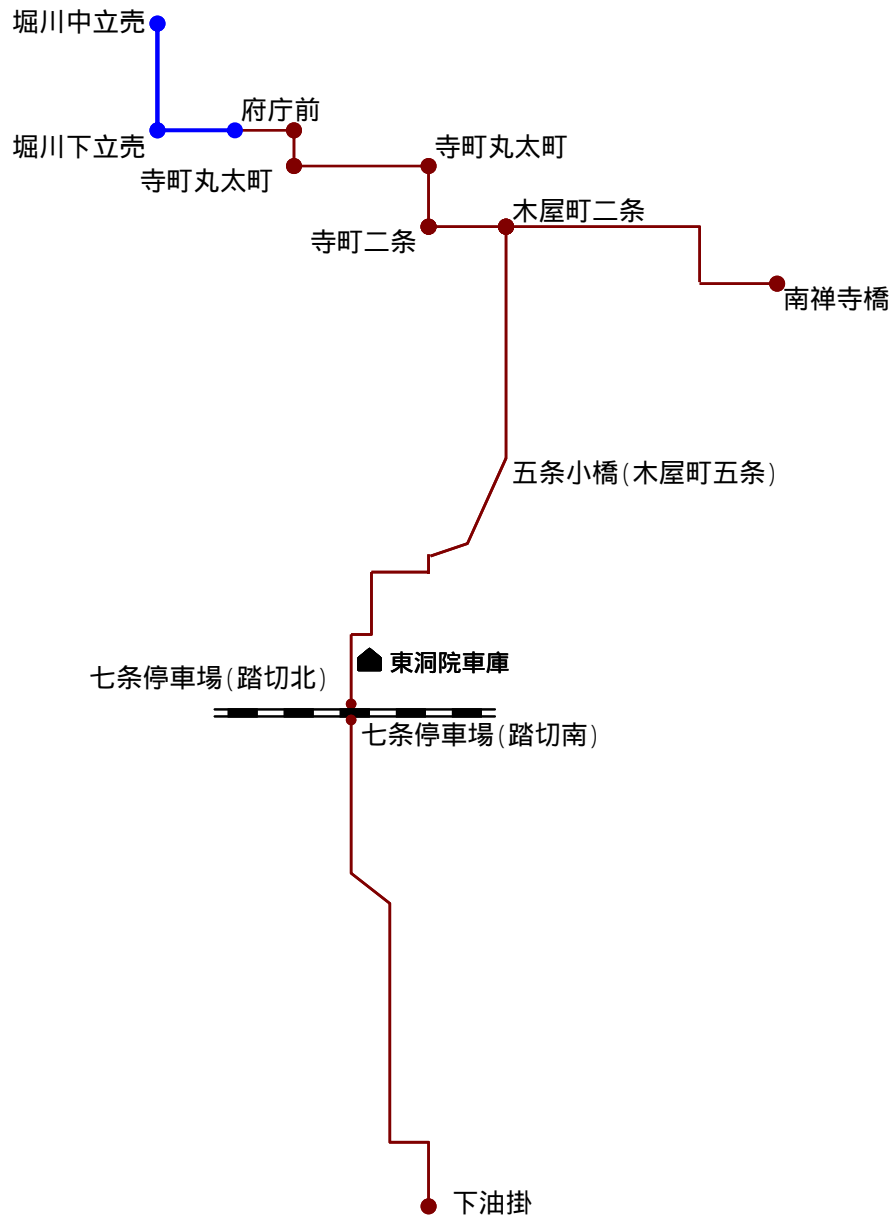 堀川中立売
府庁前
堀川下立売
寺町丸太町
寺町丸太町
木屋町二条
寺町二条
南禅寺橋
五条小橋(木屋町五条)
東洞院車庫
七条停車場(踏切北)
七条停車場(踏切南)
下油掛